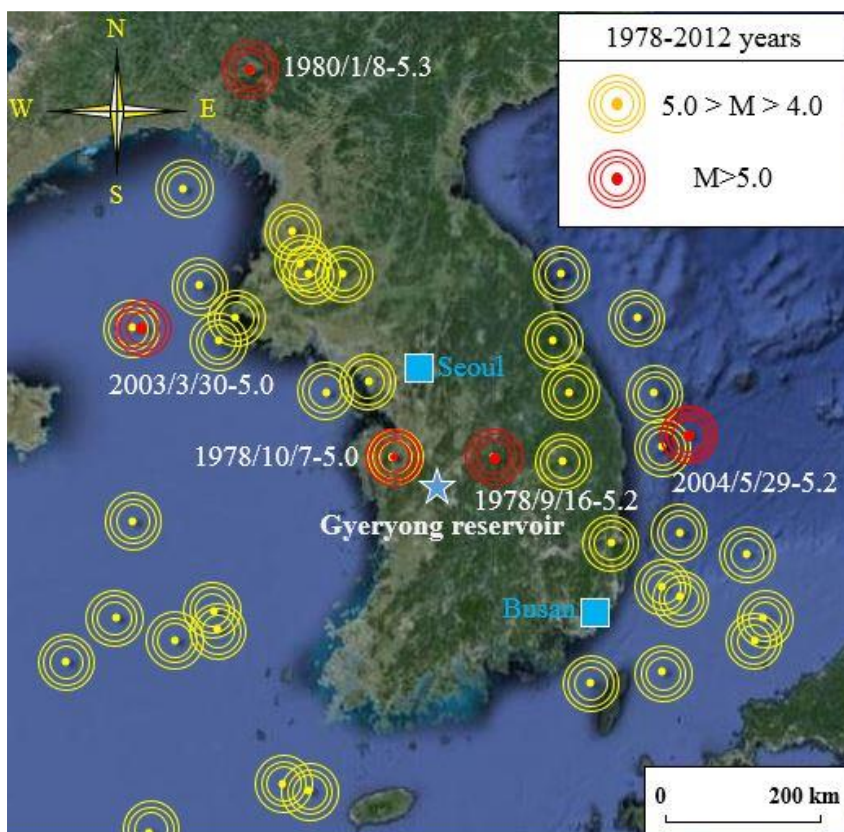 N
W E
S
1980/1/8-5.3
1978-2012 years
5.0 > M > 4.0
M>5.0
2003/3/30-5.0
Seoul
1978/10/7-5.0
1978/9/16-5.2
2004/5/29-5.2
Gyeryong reservoir
Busan
0 200 km